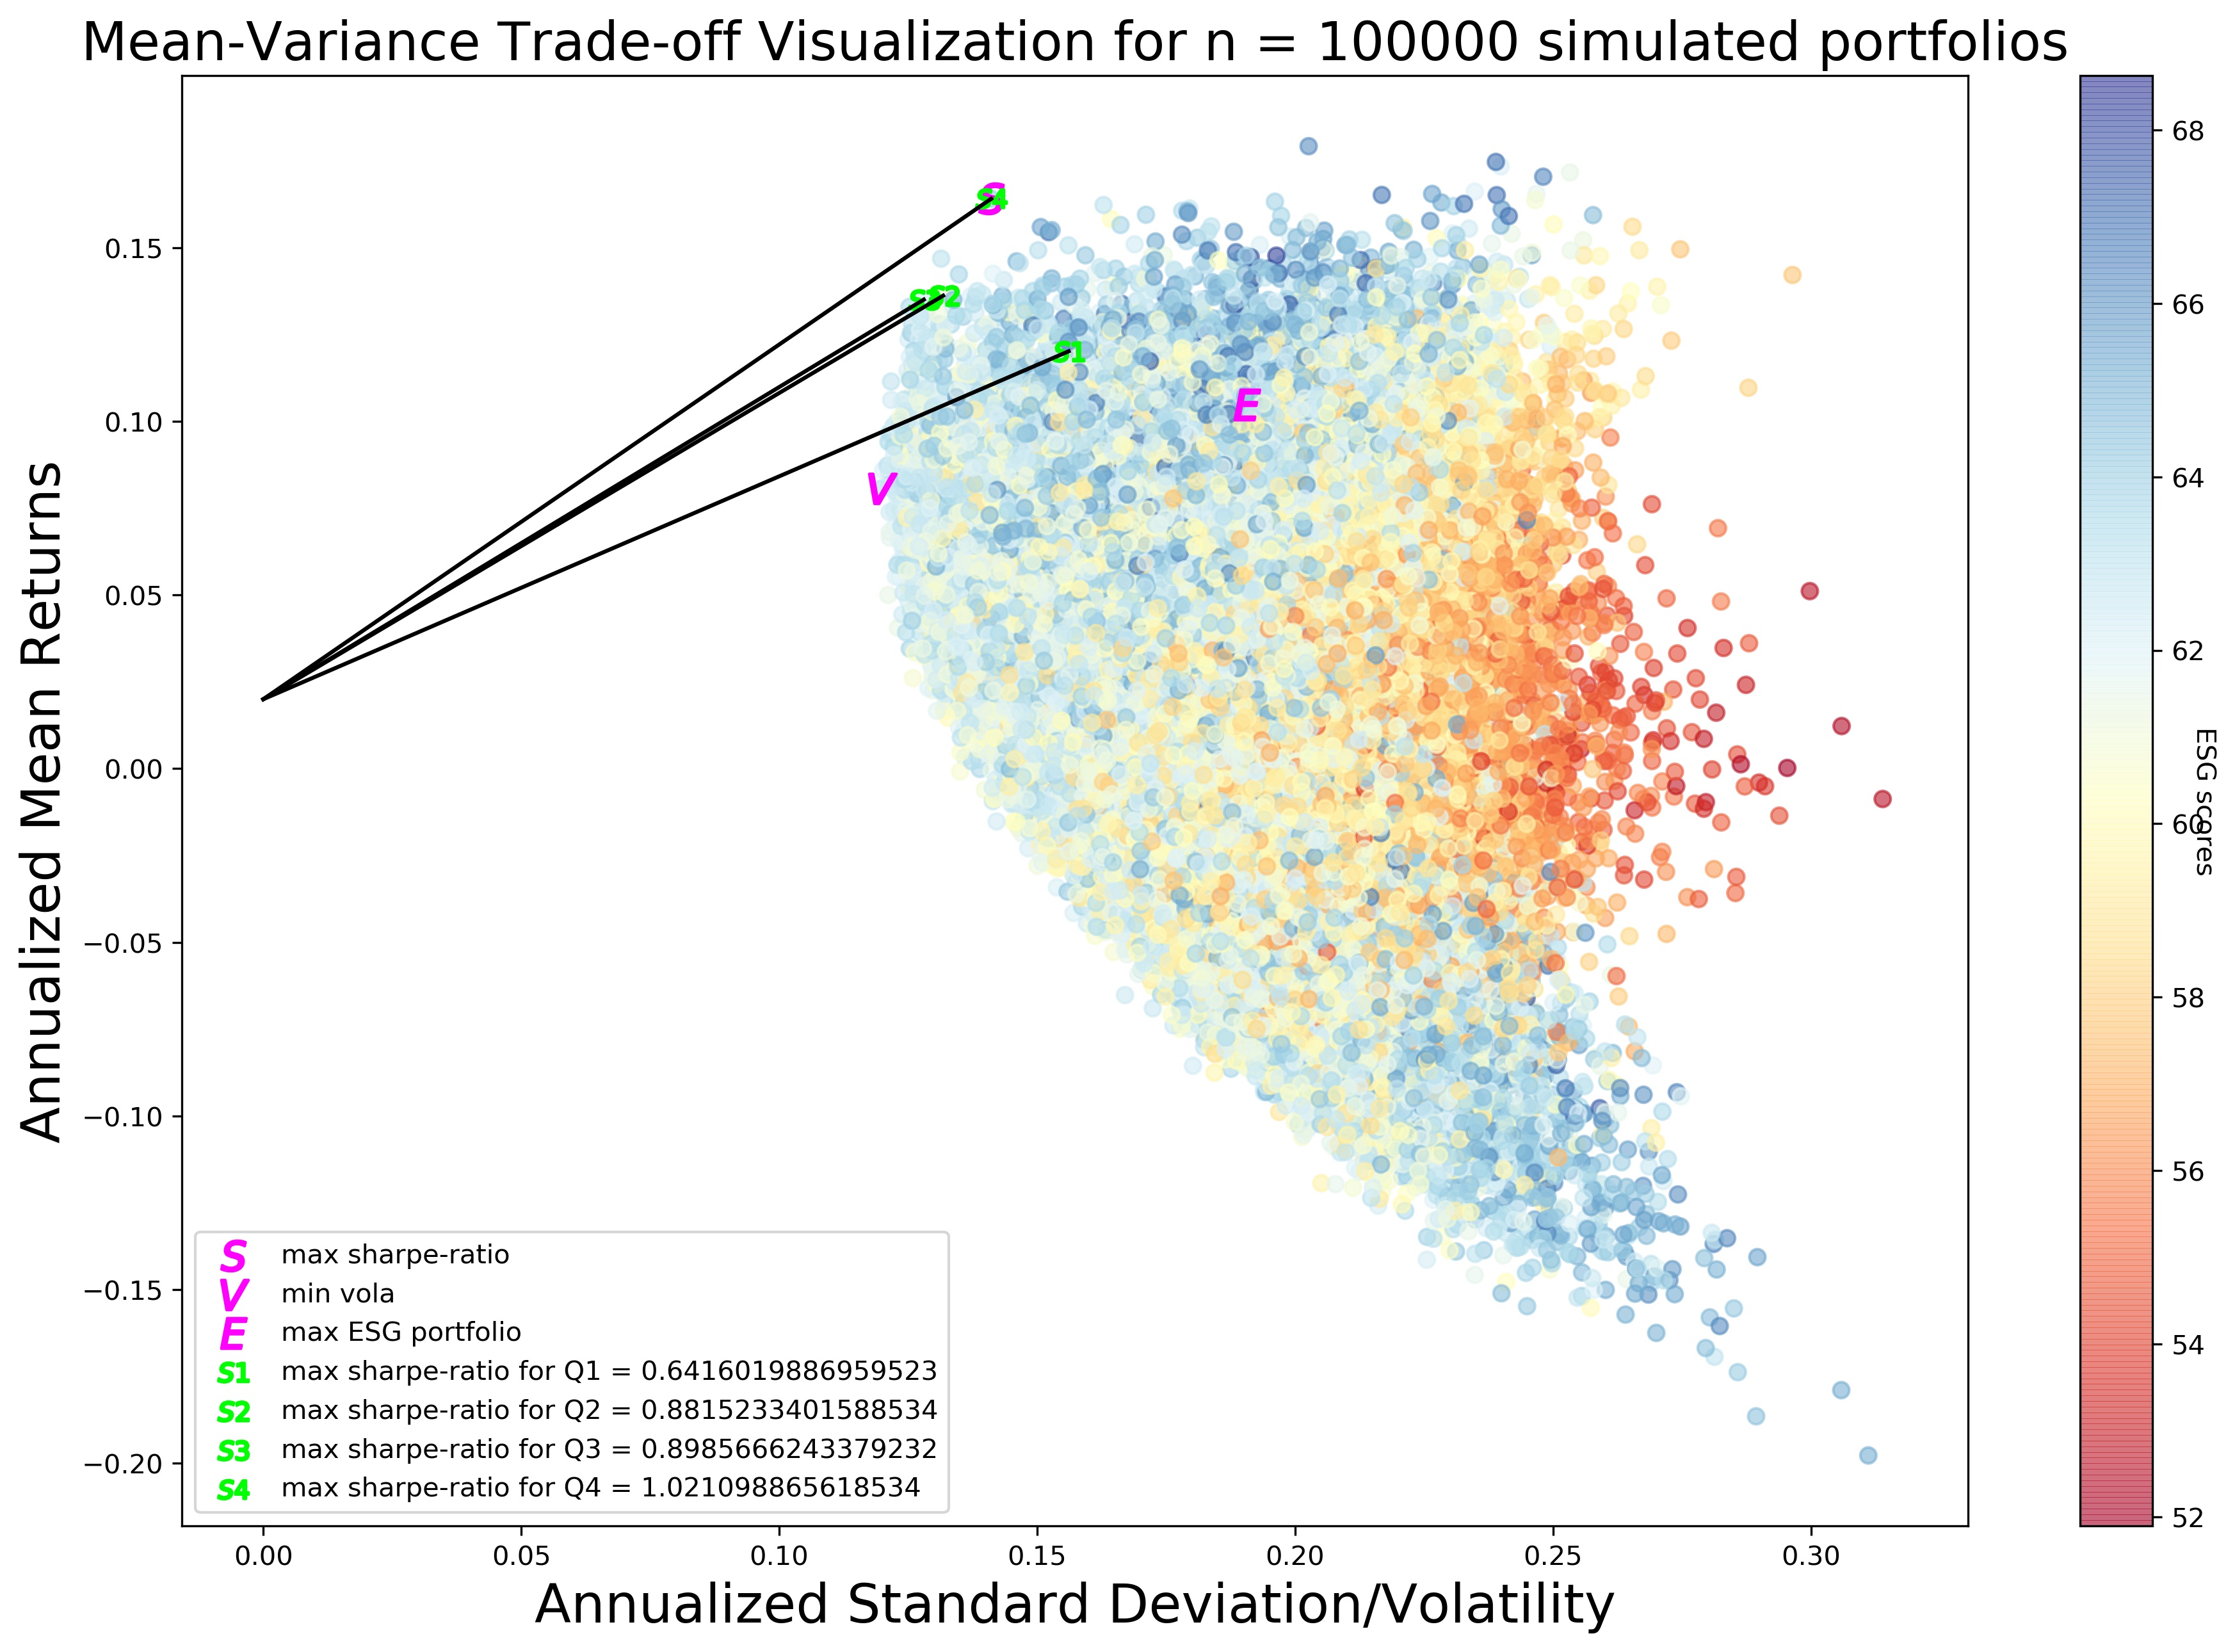 Mean-Variance Trade-off Visualization for n = 100000 simulated portfolios
Annualized Mean Returns
0.15
0.10
0.05
0.00
−0.05
−0.10
−0.15
−0.20
S
S4
S3
S2
S1
E
V
S max sharpe-ratio
V min vola
E max ESG portfolio
S1 max sharpe-ratio for Q1 = 0.6416019886959523
S2 max sharpe-ratio for Q2 = 0.8815233401588534
S3 max sharpe-ratio for Q3 = 0.8985666243379232
S4 max sharpe-ratio for Q4 = 1.021098865618534
0.00 0.05 0.10 0.15 0.20 0.25 0.30
Annualized Standard Deviation/Volatility
68
66
64
62
60
58
56
54
52
ESG scores